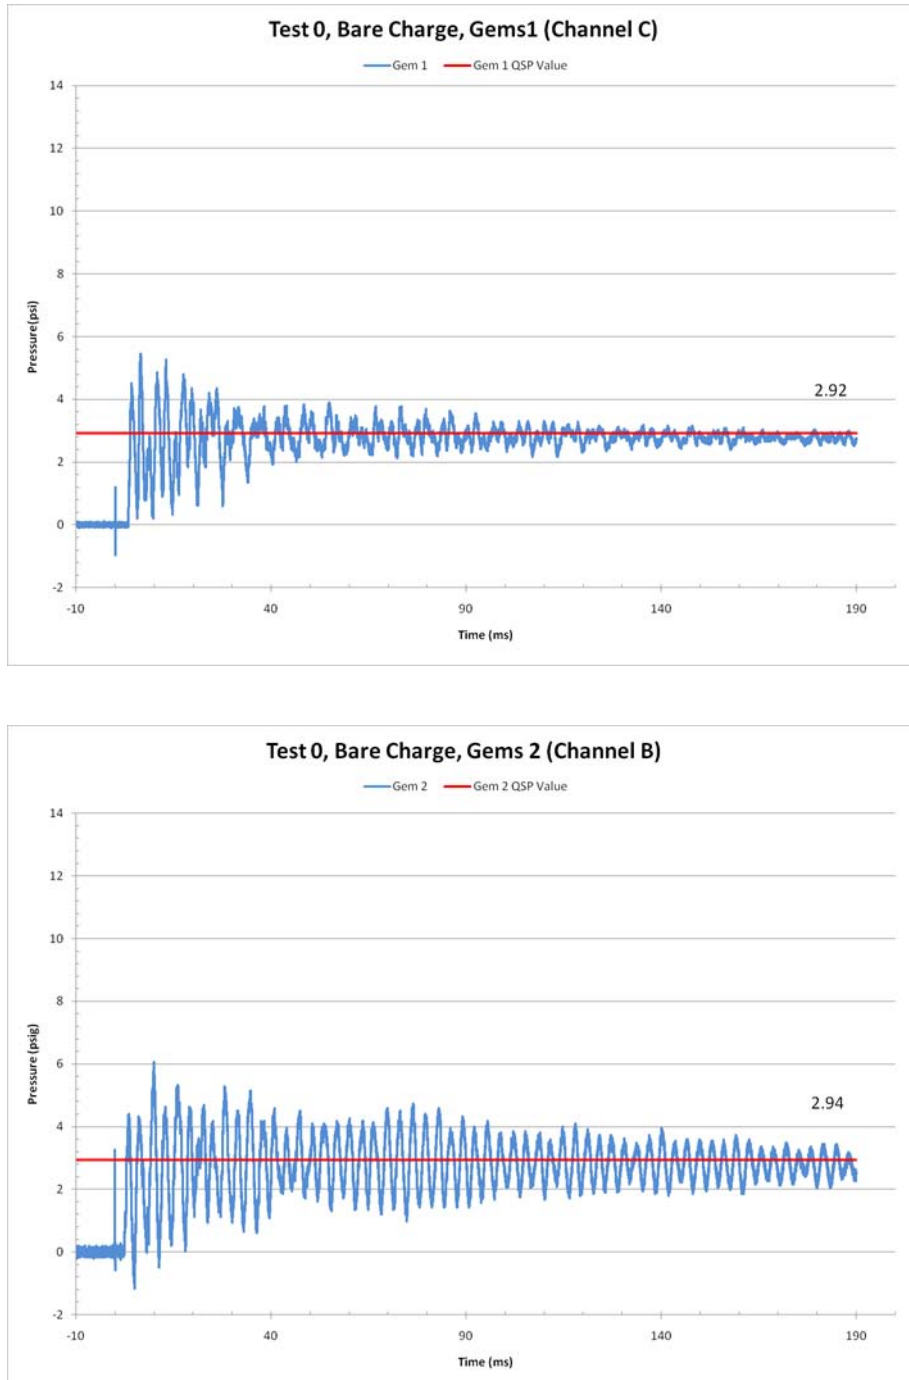 Test 0, Bare Charge, Gems1 (Channel C)
Gem 1 Gem 1 QSP Value
14
12
10
8
6
4
2
0
-2
Pressure(psi)
2.92
-10 40 90 140 190
Time (ms)
Test 0, Bare Charge, Gems 2 (Channel B)
Gem 2 Gem 2 QSP Value
14
12
10
8
6
4
2
0
-2
Pressure (psig)
2.94
-10 40 90 140 190
Time (ms)